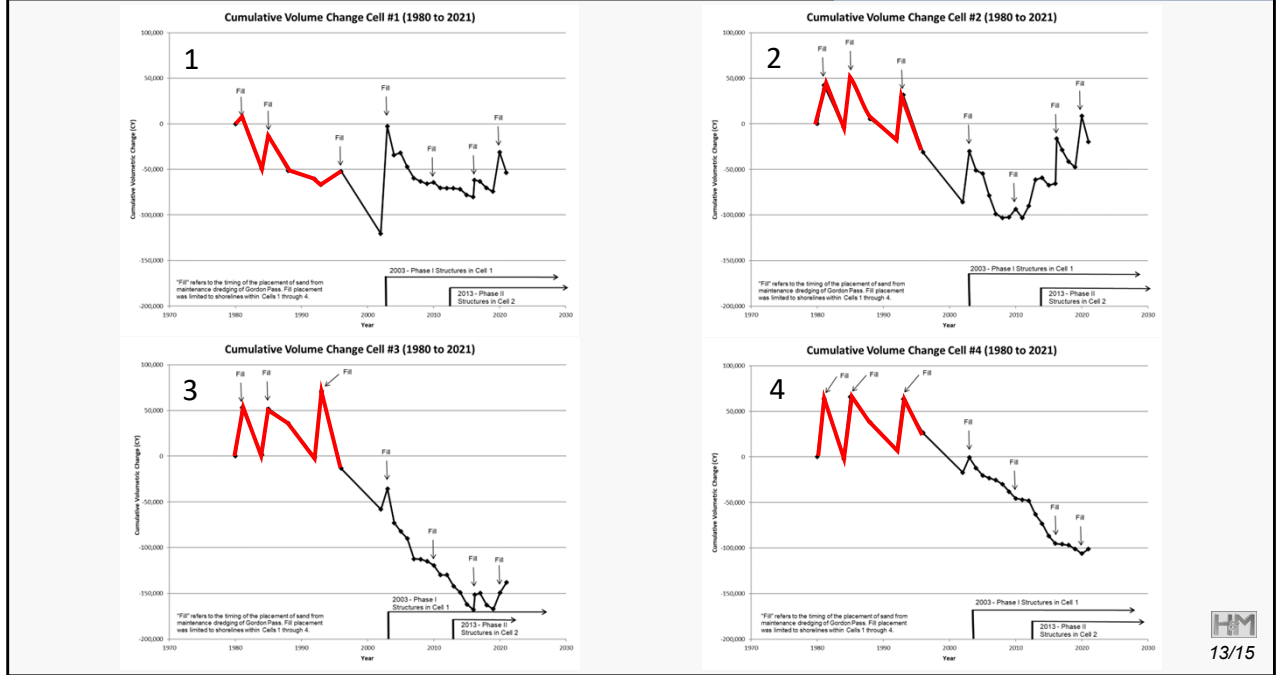 Cumulative Volume Change Cell #1 (1980 to 2021)
1
100,000
50,000
0
-50,000
-100,000
-150,000
-200,000
Cumulative Volumetric Change (CY)
Fill
Fill
Fill
Fill
Fill
Fill
Fill
2003 - Phase I Structures in Cell 1
2013 - Phase II
Structures in Cell 2
"Fill" refers to the timing of the placement of sand from
maintenance dredging of Gordon Pass. Fill placement
was limited to shorelines within Cells 1 through 4.
1970 1980 1990 2000 2010 2020 2030
Year
Cumulative Volume Change Cell #2 (1980 to 2021)
2
100,000
50,000
0
-50,000
-100,000
-150,000
-200,000
Cumulative Volumetric Change (CY)
Fill
Fill
Fill
Fill
Fill
Fill
Fill
2003 - Phase I Structures in Cell 1
2013 - Phase II
Structures in Cell 2
"Fill" refers to the timing of the placement of sand from
maintenance dredging of Gordon Pass. Fill placement
was limited to shorelines within Cells 1 through 4.
1970 1980 1990 2000 2010 2020 2030
Year
Cumulative Volume Change Cell #3 (1980 to 2021)
3
100,000
50,000
0
-50,000
-100,000
-150,000
-200,000
Cumulative Volumetric Change (CY)
Fill
Fill
Fill
Fill
Fill
Fill
Fill
2003 - Phase I
Structures in Cell 1
2013 - Phase II
Structures in Cell 2
"Fill" refers to the timing of the placement of sand from
maintenance dredging of Gordon Pass. Fill placement
was limited to shorelines within Cells 1 through 4.
1970 1980 1990 2000 2010 2020 2030
Year
Cumulative Volume Change Cell #4 (1980 to 2021)
4
100,000
50,000
0
-50,000
-100,000
-150,000
-200,000
Cumulative Volumetric Change (CY)
Fill
Fill
Fill
Fill
Fill
Fill
Fill
2003 - Phase I Structures in Cell 1
2013 - Phase II
Structures in Cell 2
"Fill" refers to the timing of the placement of sand from
maintenance dredging of Gordon Pass. Fill placement
was limited to shorelines within Cells 1 through 4.
1970 1980 1990 2000 2010 2020 2030
Year
H&M
13/15